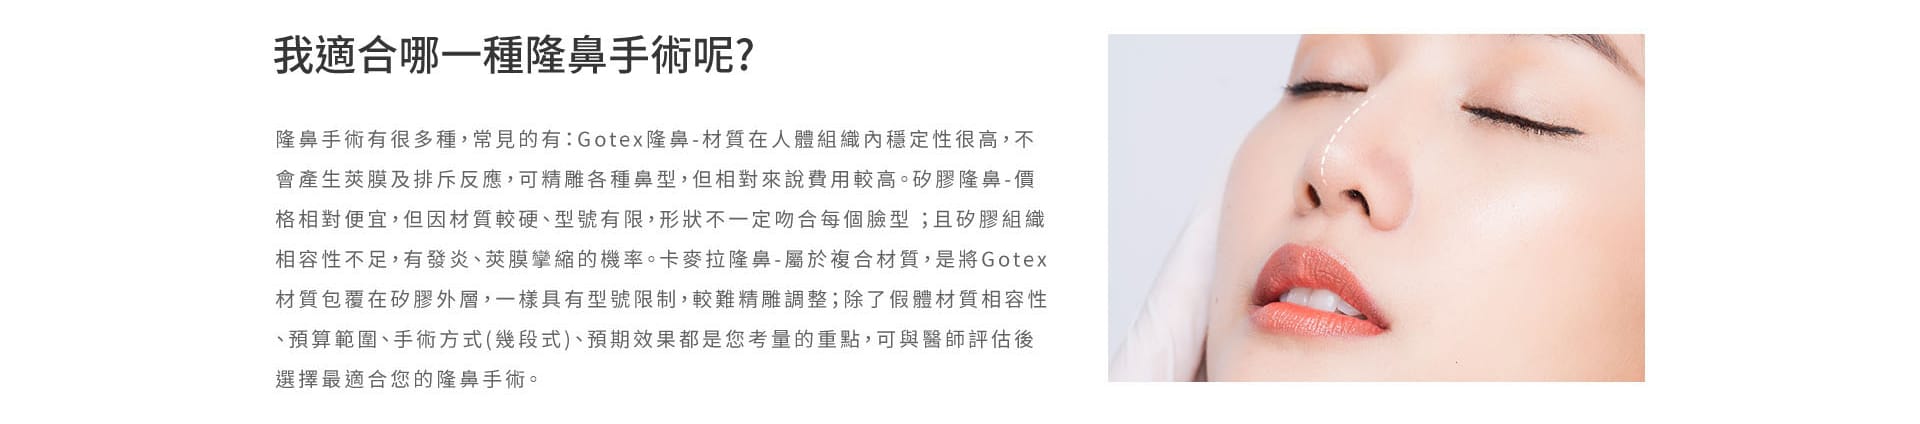 我適合哪一種隆鼻手術呢?
隆鼻手術有很多種,常見的有:Gotex隆鼻-材質在人體組織內穩定性很高,不
會產生莢膜及排斥反應,可精雕各種鼻型,但相對來說費用較高。矽膠隆鼻-價
格相對便宜,但因材質較硬、型號有限,形狀不一定吻合每個臉型 ;且矽膠組織
相容性不足,有發炎、莢膜攣縮的機率。卡麥拉隆鼻-屬於複合材質,是將Gotex
材質包覆在矽膠外層,一樣具有型號限制,較難精雕調整;除了假體材質相容性
、預算範圍、手術方式(幾段式)、預期效果都是您考量的重點,可與醫師評估後
選擇最適合您的隆鼻手術。